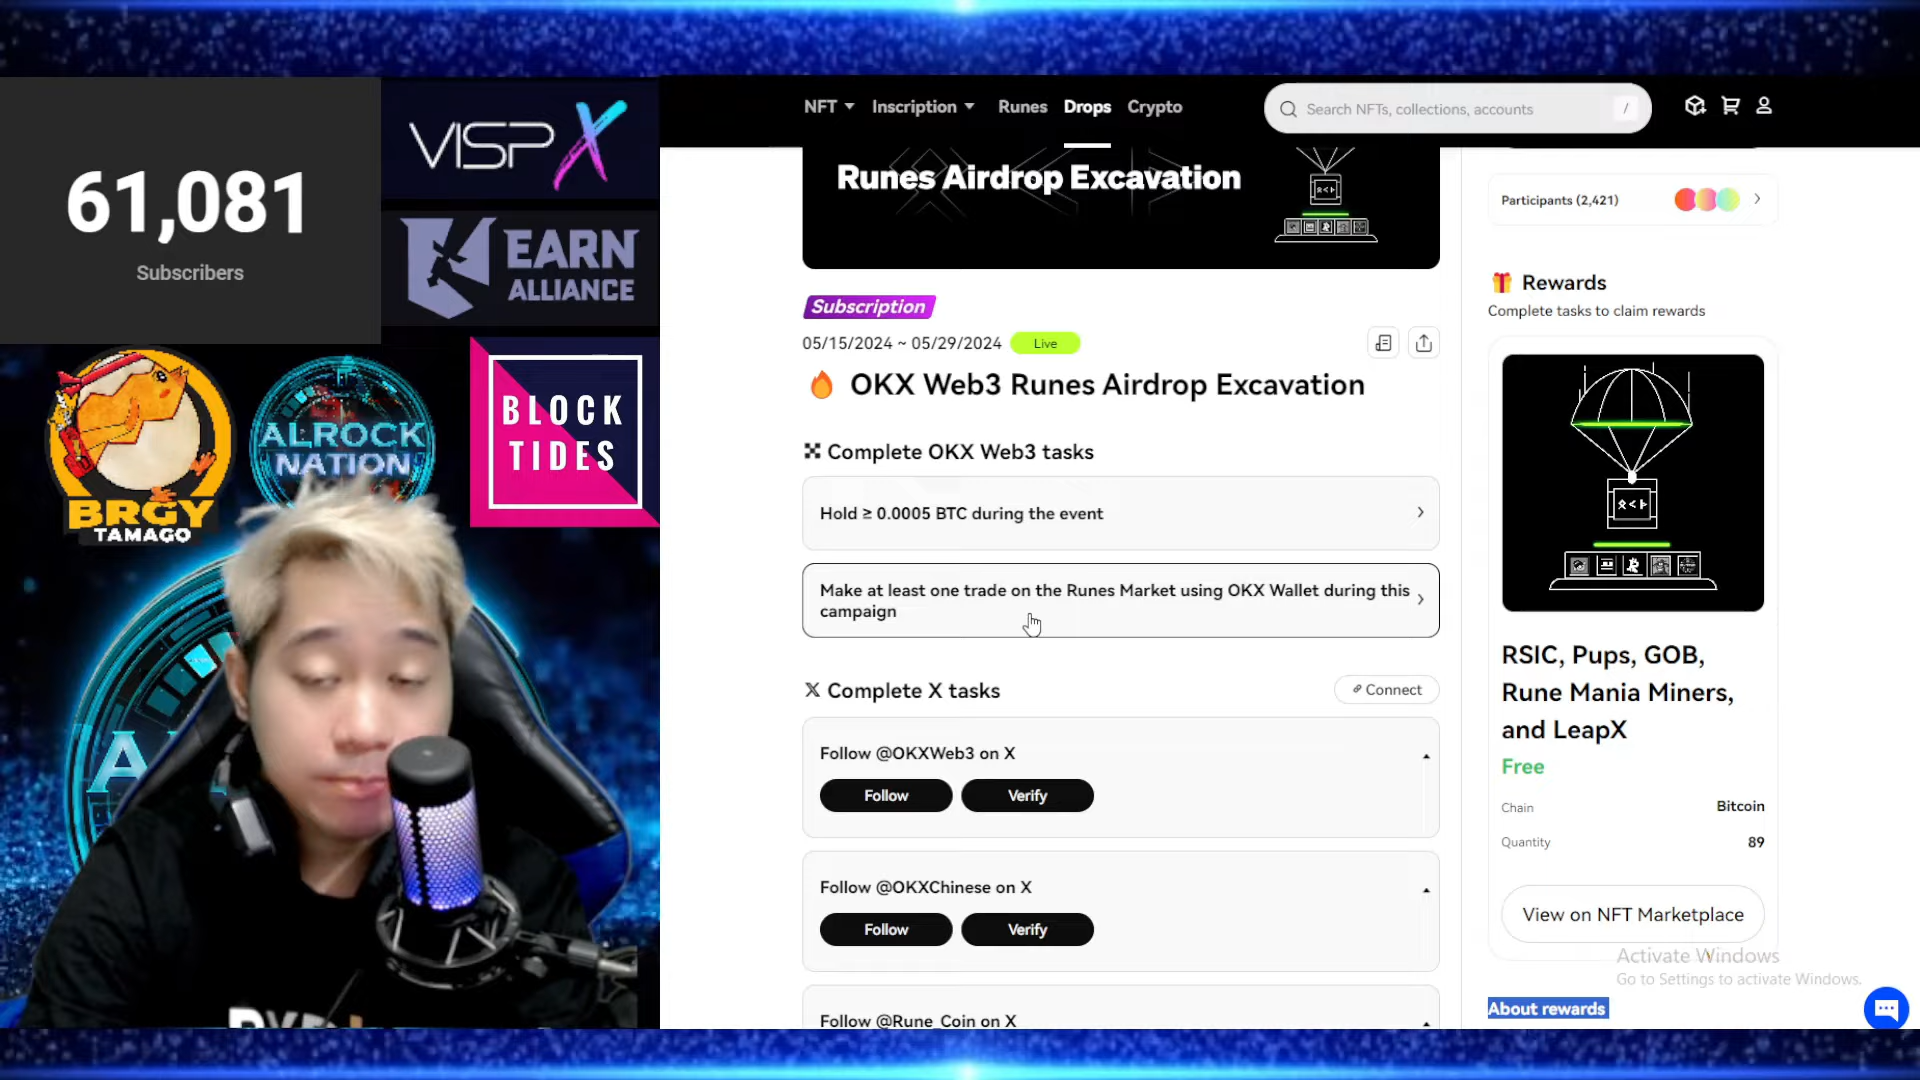 61,081
Subscribers
VISPX
EARN
ALLIANCE
BRGY
TAMAGO
ALROCK
NATION
BLOCK
TIDES
A
NFT
Inscription
Runes
Drops
Crypto
Search NFTs, collections, accounts
/
Runes Airdrop Excavation
Subscription
05/15/2024 ~ 05/29/2024
Live
OKX Web3 Runes Airdrop Excavation
Complete OKX Web3 tasks
Hold ≥ 0.0005 BTC during the event
Make at least one trade on the Runes Market using OKX Wallet during this
campaign
Complete X tasks
Connect
Follow @OKXWeb3 on X
Follow
Verify
Follow @OKXChinese on X
Follow
Verify
Follow @Rune_Coin on X
Participants (2,421)
Rewards
Complete tasks to claim rewards
RSIC, Pups, GOB,
Rune Mania Miners,
and LeapX
Free
Chain
Bitcoin
Quantity
89
View on NFT Marketplace
Activate Windows
Go to Settings to activate Windows.
About rewards